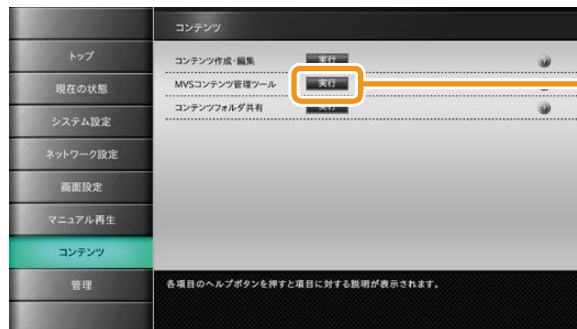 コンテンツ
トップ
現在の状態
システム設定
ネットワーク設定
画面設定
マニュアル再生
コンテンツ
管理
コンテンツ作成・編集 実行 ?
MVSコンテンツ管理ツール 実行
コンテンツフォルダ共有 実行 ?
各項目のヘルプボタンを押すと項目に対する説明が表示されます。